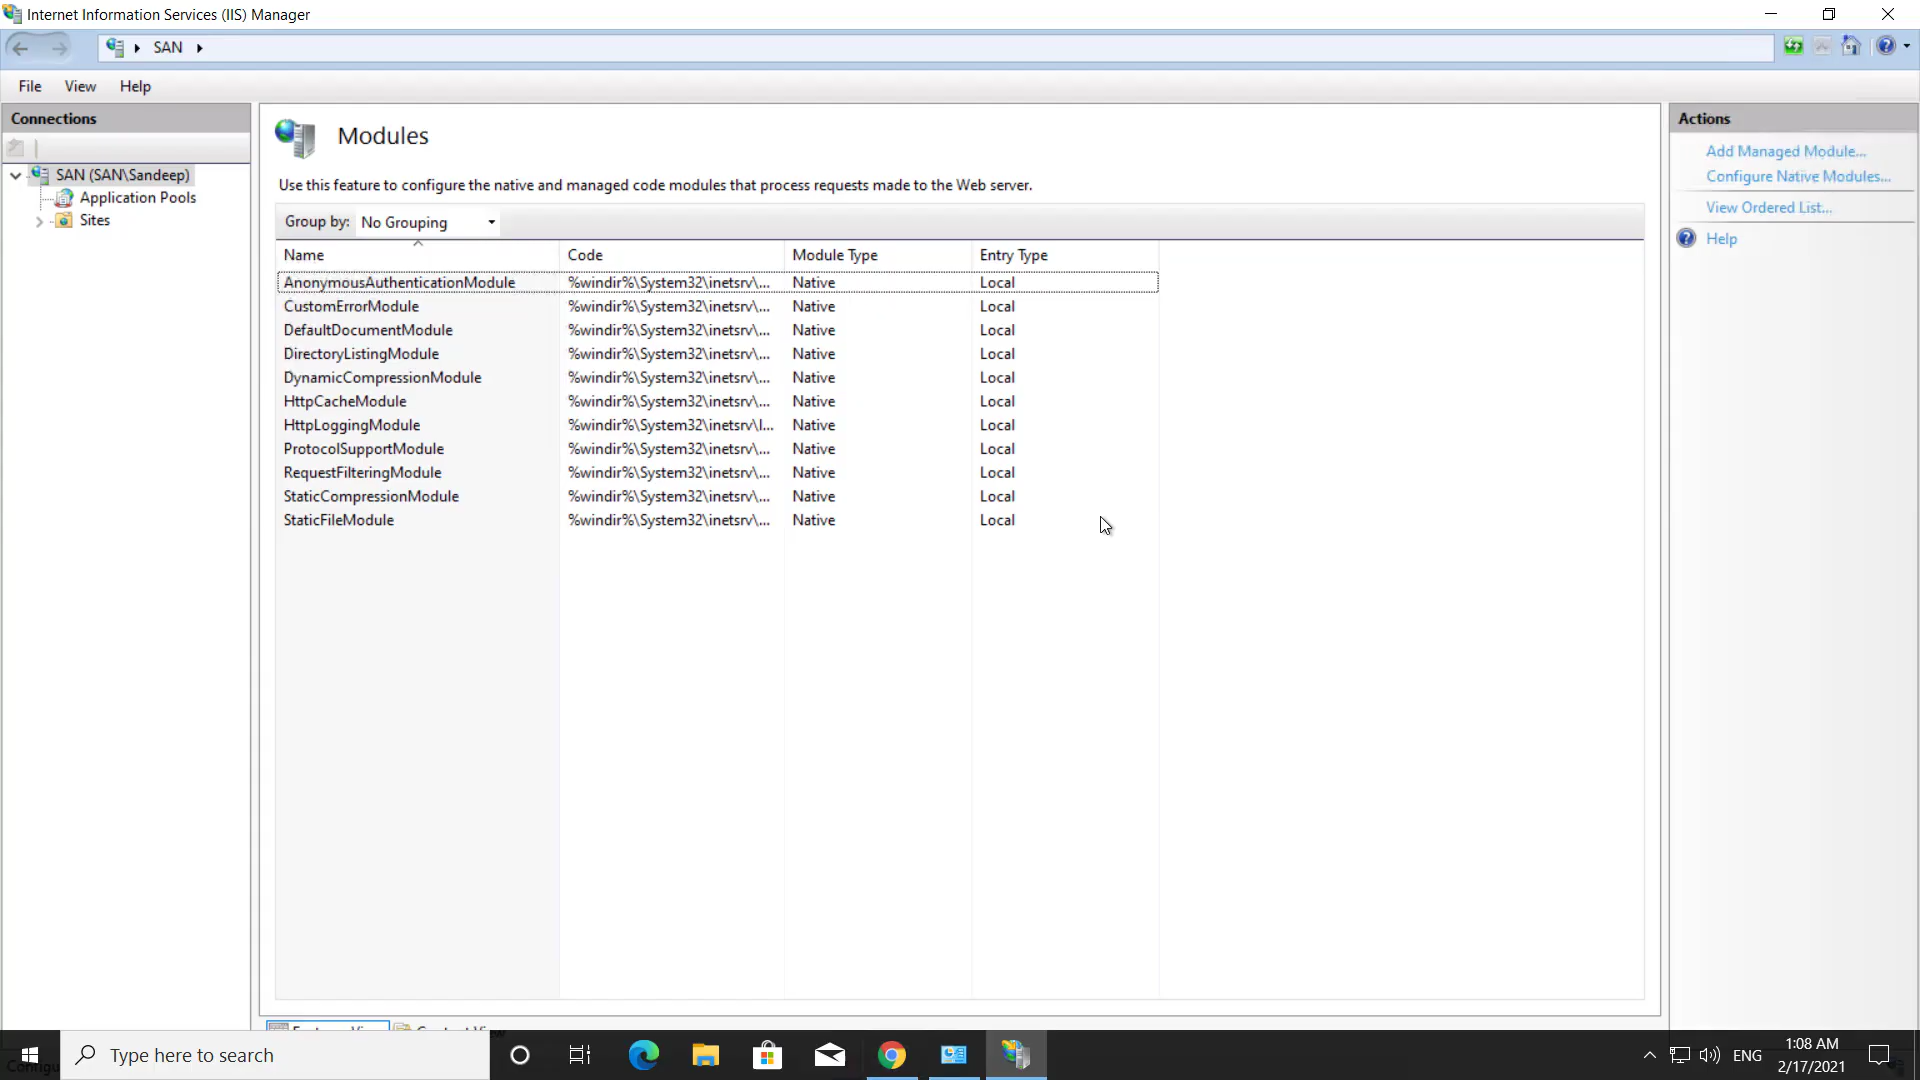 Internet Information Services (IIS) Manager
SAN
File View Help
Connections
SAN (SAN\Sandeep)
Application Pools
Sites
Modules
Use this feature to configure the native and managed code modules that process requests made to the Web server.
Group by: No Grouping
Name Code Module Type Entry Type
AnonymousAuthenticationModule %windir%\System32\inetsrv\... Native Local
CustomErrorModule %windir%\System32\inetsrv\... Native Local
DefaultDocumentModule %windir%\System32\inetsrv\... Native Local
DirectoryListingModule %windir%\System32\inetsrv\... Native Local
DynamicCompressionModule %windir%\System32\inetsrv\... Native Local
HttpCacheModule %windir%\System32\inetsrv\... Native Local
HttpLoggingModule %windir%\System32\inetsrv\l... Native Local
ProtocolSupportModule %windir%\System32\inetsrv\... Native Local
RequestFilteringModule %windir%\System32\inetsrv\... Native Local
StaticCompressionModule %windir%\System32\inetsrv\... Native Local
StaticFileModule %windir%\System32\inetsrv\... Native Local
Actions
Add Managed Module...
Configure Native Modules...
View Ordered List...
Help
Type here to search
ENG
1:08 AM
2/17/2021